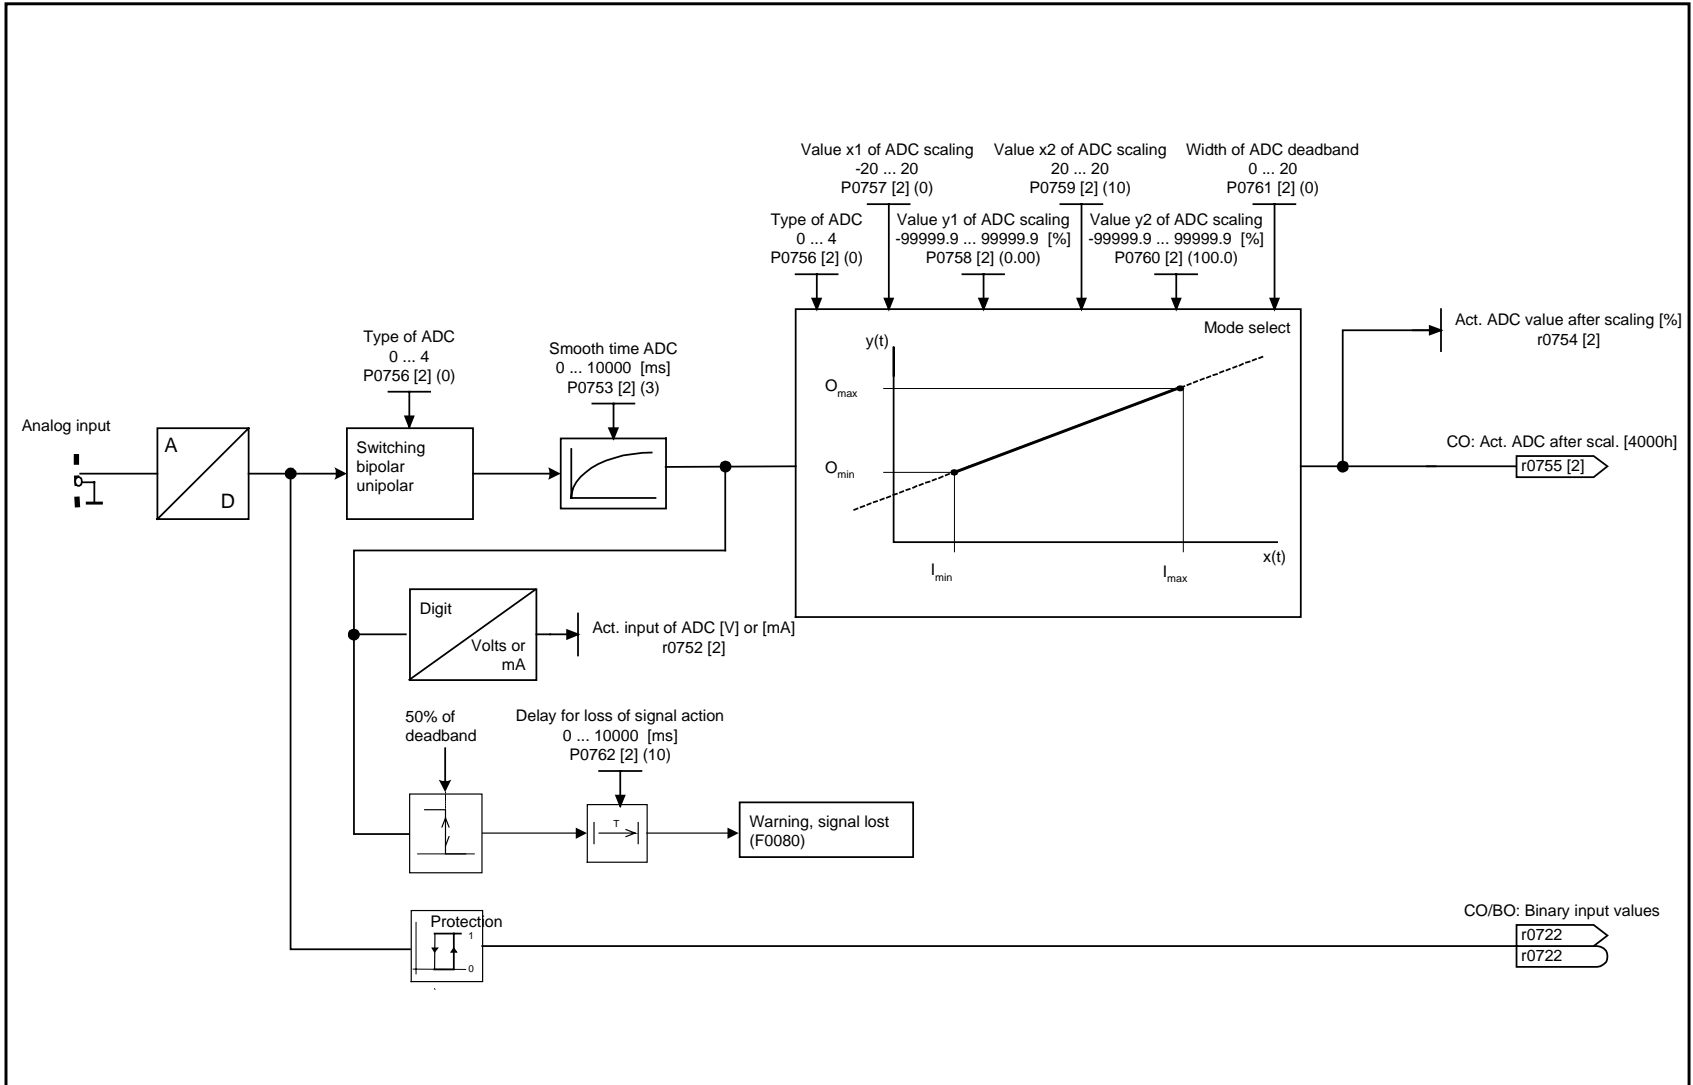 Value x1 of ADC scaling
-20 ... 20
P0757 [2] (0)
Value x2 of ADC scaling
20 ... 20
P0759 [2] (10)
Width of ADC deadband
0 ... 20
P0761 [2] (0)
Type of ADC
0 ... 4
P0756 [2] (0)
Value y1 of ADC scaling
-99999.9 ... 99999.9 [%]
P0758 [2] (0.00)
Value y2 of ADC scaling
-99999.9 ... 99999.9 [%]
P0760 [2] (100.0)
Mode select
y(t)
Omax
Omin
Imin
Imax
x(t)
Type of ADC
0 ... 4
P0756 [2] (0)
Smooth time ADC
0 ... 10000 [ms]
P0753 [2] (3)
Analog input
A
D
Switching
bipolar
unipolar
Act. ADC value after scaling [%]
r0754 [2]
CO: Act. ADC after scal. [4000h]
r0755 [2]
Digit
Volts or
mA
Act. input of ADC [V] or [mA]
r0752 [2]
50% of
deadband
Delay for loss of signal action
0 ... 10000 [ms]
P0762 [2] (10)
T
Warning, signal lost
(F0080)
Protection
1
0
CO/BO: Binary input values
r0722
r0722